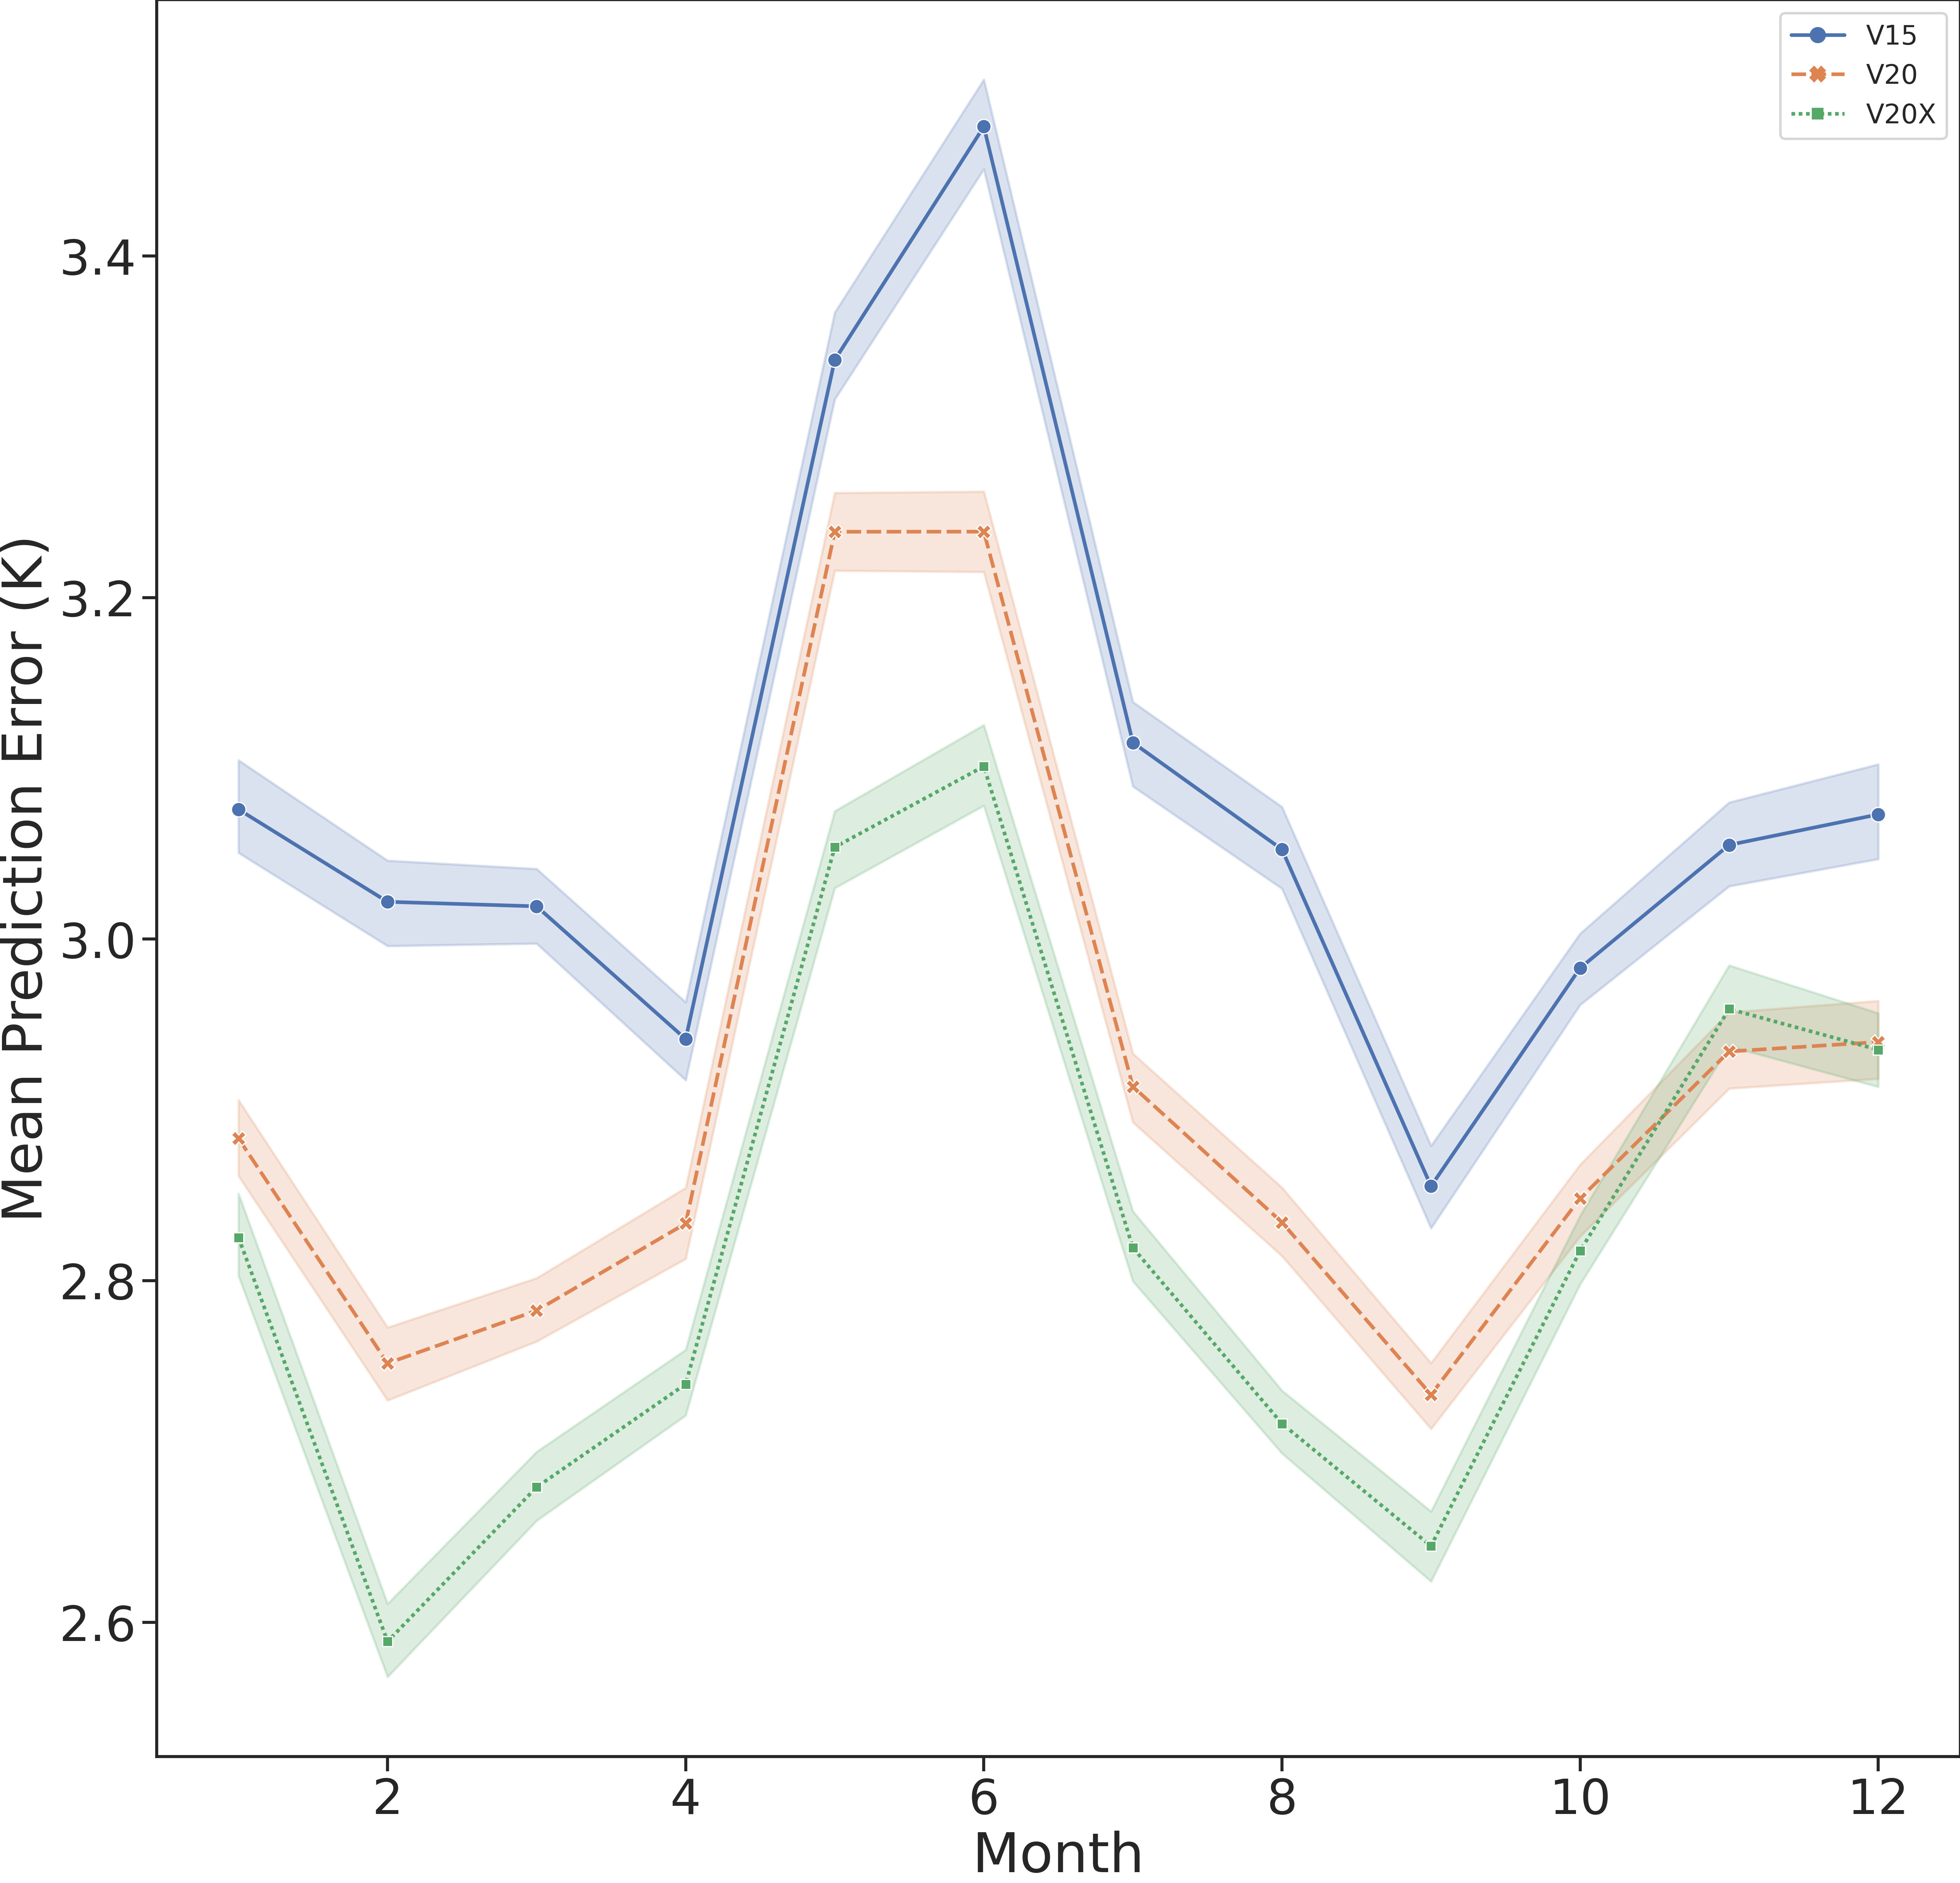 V15
V20
V20X
Mean Prediction Error (K)
3.4
3.2
3.0
2.8
2.6
2 4 6 8 10 12
Month